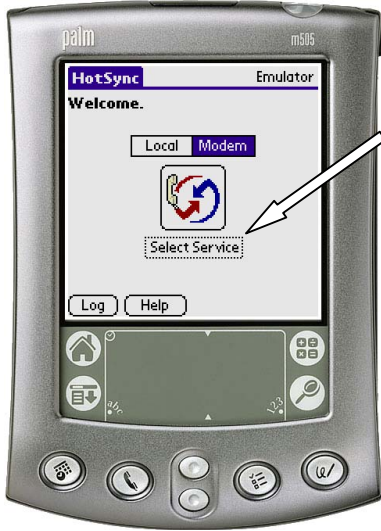 palm m505
HotSync Emulator
Welcome.
Local Modem
Select Service
Log Help
abc 123